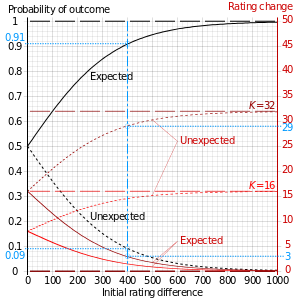 Probability of outcome
Rating change
1
50
0.91
0.9
45
Expected
0.8
40
0.7
35
K=32
0.6
30
29
Unexpected
0.5
25
0.4
20
K=16
0.3
15
Unexpected
0.2
10
Expected
0.1
5
0.09
3
0
0
0 100 200 300 400 500 600 700 800 900 1000
Initial rating difference